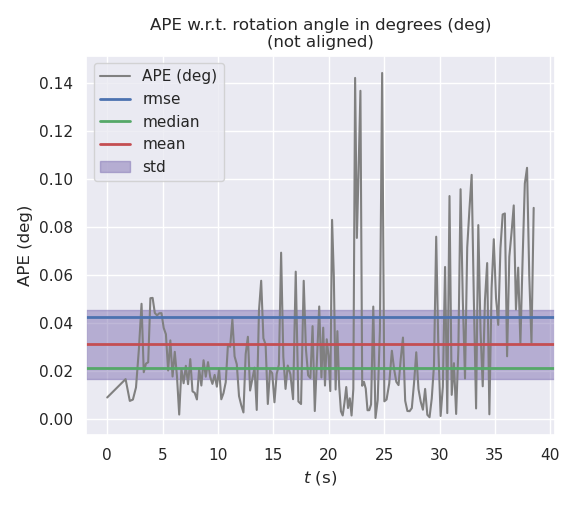 APE w.r.t. rotation angle in degrees (deg)
(not aligned)
APE (deg)
rmse
median
mean
std
0.14
0.12
0.10
0.08
0.06
0.04
0.02
0.00
APE (deg)
0 5 10 15 20 25 30 35 40
t (s)